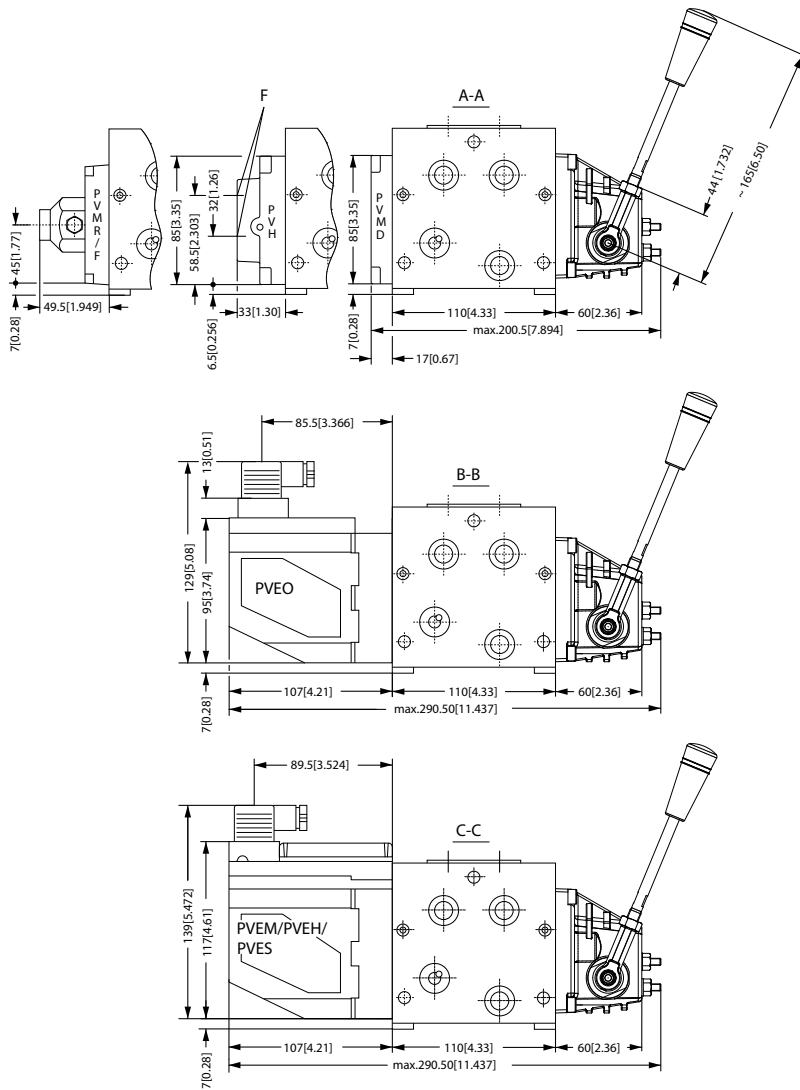 F
A-A
PVMR/F
PVH
PVMD
45[1.77]
7[0.28]
49.5[1.949]
85[3.35]
58.5[2.303]
32[1.26]
6.5[0.256]
33[1.30]
85[3.35]
7[0.28]
17[0.67]
110[4.33]
60[2.36]
max.200.5[7.894]
44[1.732]
~165[6.50]
85.5[3.366]
13[0.51]
B-B
129[5.08]
95[3.74]
PVEO
7[0.28]
107[4.21]
110[4.33]
60[2.36]
max.290.50[11.437]
89.5[3.524]
C-C
139[5.472]
117[4.61]
PVEM/PVEH/
PVES
7[0.28]
107[4.21]
110[4.33]
60[2.36]
max.290.50[11.437]